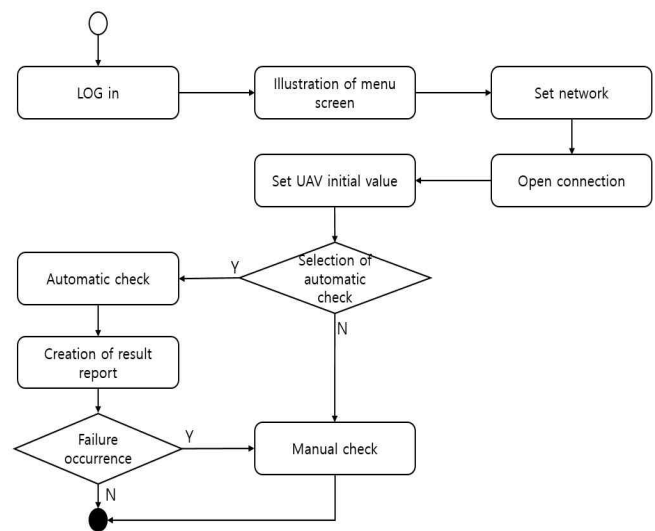 LOG in
Illustration of menu
screen
Set network
Set UAV initial value
Open connection
Selection of
automatic
check
Y
N
Automatic check
Creation of result
report
Failure
occurrence
Y
N
Manual check